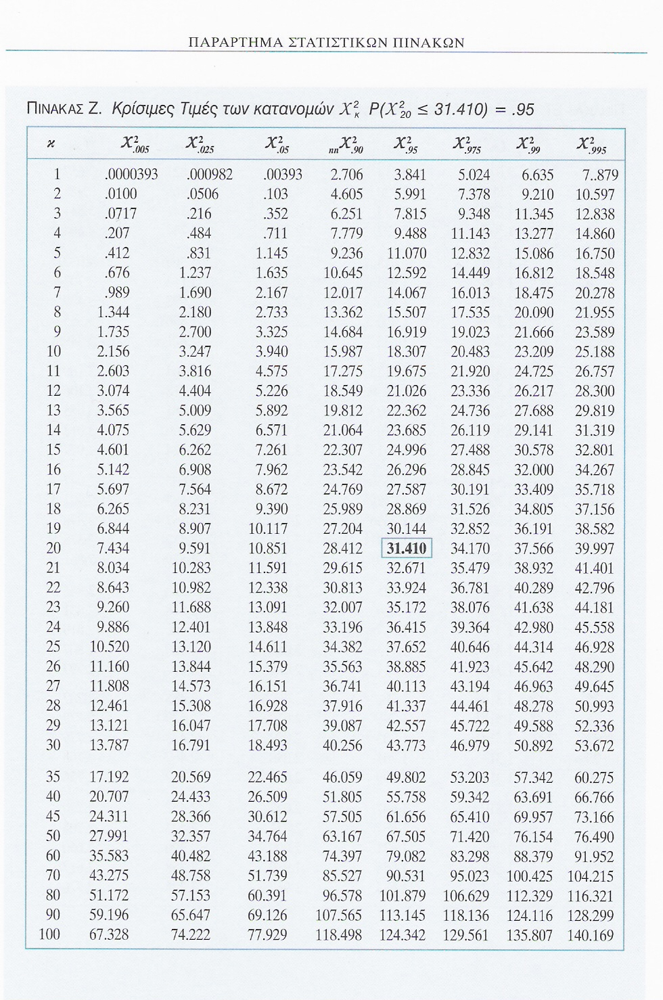 ΠΑΡΑΡΤΗΜΑ ΣΤΑΤΙΣΤΙΚΩΝ ΠΙΝΑΚΩΝ
ΠΙΝΑΚΑΣ Ζ. Κρίσιμες Τιμές των κατανομών Χ²κ P(X²20 ≤ 31.410) = .95
ϰ X².005 X².025 X².05 nnX².90 X².95 X².975 X².99 X².995
1 .0000393 .000982 .00393 2.706 3.841 5.024 6.635 7..879
2 .0100 .0506 .103 4.605 5.991 7.378 9.210 10.597
3 .0717 .216 .352 6.251 7.815 9.348 11.345 12.838
4 .207 .484 .711 7.779 9.488 11.143 13.277 14.860
5 .412 .831 1.145 9.236 11.070 12.832 15.086 16.750
6 .676 1.237 1.635 10.645 12.592 14.449 16.812 18.548
7 .989 1.690 2.167 12.017 14.067 16.013 18.475 20.278
8 1.344 2.180 2.733 13.362 15.507 17.535 20.090 21.955
9 1.735 2.700 3.325 14.684 16.919 19.023 21.666 23.589
10 2.156 3.247 3.940 15.987 18.307 20.483 23.209 25.188
11 2.603 3.816 4.575 17.275 19.675 21.920 24.725 26.757
12 3.074 4.404 5.226 18.549 21.026 23.336 26.217 28.300
13 3.565 5.009 5.892 19.812 22.362 24.736 27.688 29.819
14 4.075 5.629 6.571 21.064 23.685 26.119 29.141 31.319
15 4.601 6.262 7.261 22.307 24.996 27.488 30.578 32.801
16 5.142 6.908 7.962 23.542 26.296 28.845 32.000 34.267
17 5.697 7.564 8.672 24.769 27.587 30.191 33.409 35.718
18 6.265 8.231 9.390 25.989 28.869 31.526 34.805 37.156
19 6.844 8.907 10.117 27.204 30.144 32.852 36.191 38.582
20 7.434 9.591 10.851 28.412 31.410 34.170 37.566 39.997
21 8.034 10.283 11.591 29.615 32.671 35.479 38.932 41.401
22 8.643 10.982 12.338 30.813 33.924 36.781 40.289 42.796
23 9.260 11.688 13.091 32.007 35.172 38.076 41.638 44.181
24 9.886 12.401 13.848 33.196 36.415 39.364 42.980 45.558
25 10.520 13.120 14.611 34.382 37.652 40.646 44.314 46.928
26 11.160 13.844 15.379 35.563 38.885 41.923 45.642 48.290
27 11.808 14.573 16.151 36.741 40.113 43.194 46.963 49.645
28 12.461 15.308 16.928 37.916 41.337 44.461 48.278 50.993
29 13.121 16.047 17.708 39.087 42.557 45.722 49.588 52.336
30 13.787 16.791 18.493 40.256 43.773 46.979 50.892 53.672
35 17.192 20.569 22.465 46.059 49.802 53.203 57.342 60.275
40 20.707 24.433 26.509 51.805 55.758 59.342 63.691 66.766
45 24.311 28.366 30.612 57.505 61.656 65.410 69.957 73.166
50 27.991 32.357 34.764 63.167 67.505 71.420 76.154 76.490
60 35.583 40.482 43.188 74.397 79.082 83.298 88.379 91.952
70 43.275 48.758 51.739 85.527 90.531 95.023 100.425 104.215
80 51.172 57.153 60.391 96.578 101.879 106.629 112.329 116.321
90 59.196 65.647 69.126 107.565 113.145 118.136 124.116 128.299
100 67.328 74.222 77.929 118.498 124.342 129.561 135.807 140.169